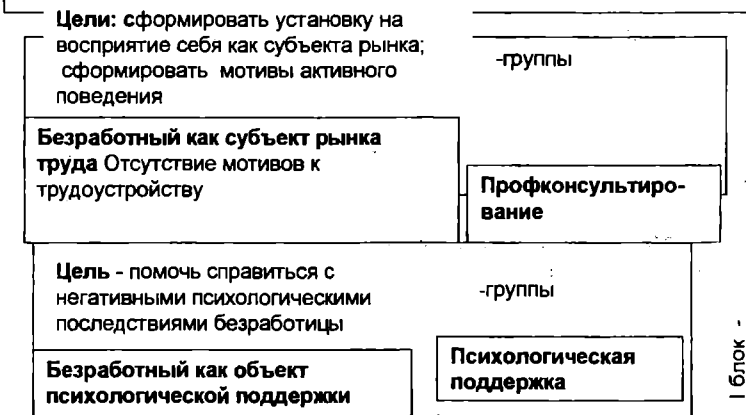 Цели: сформировать установку на
восприятие себя как субъекта рынка;
сформировать мотивы активного
поведения
-группы
Безработный как субъект рынка
труда Отсутствие мотивов к
трудоустройству
Профконсультиро-
вание
Цель - помочь справиться с
негативными психологическими
последствиями безработицы
-группы
Безработный как объект
психологической поддержки
Психологическая
поддержка
I блок -